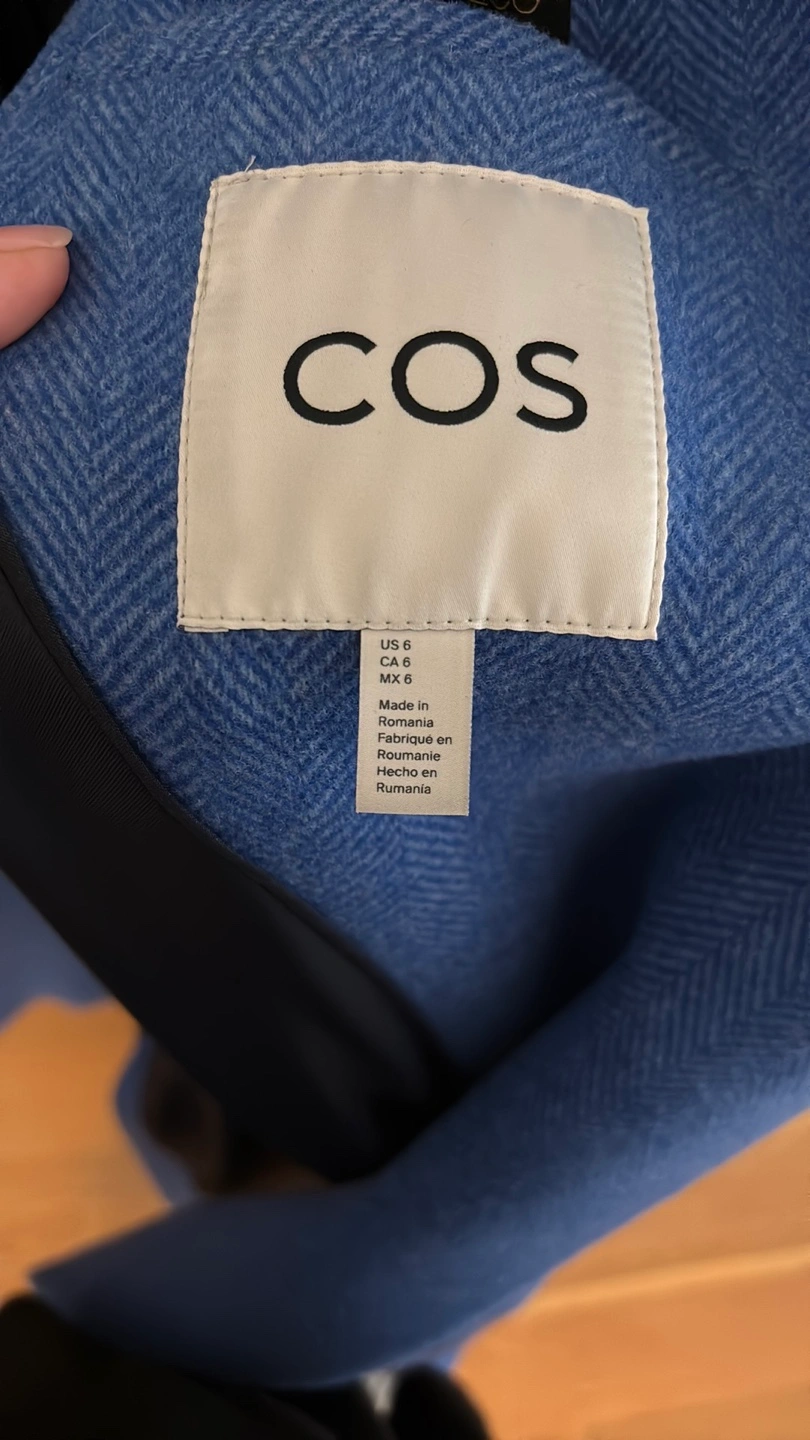 COS
US 6
CA 6
MX 6
Made in
Romania
Fabriqué en
Roumanie
Hecho en
Rumanía